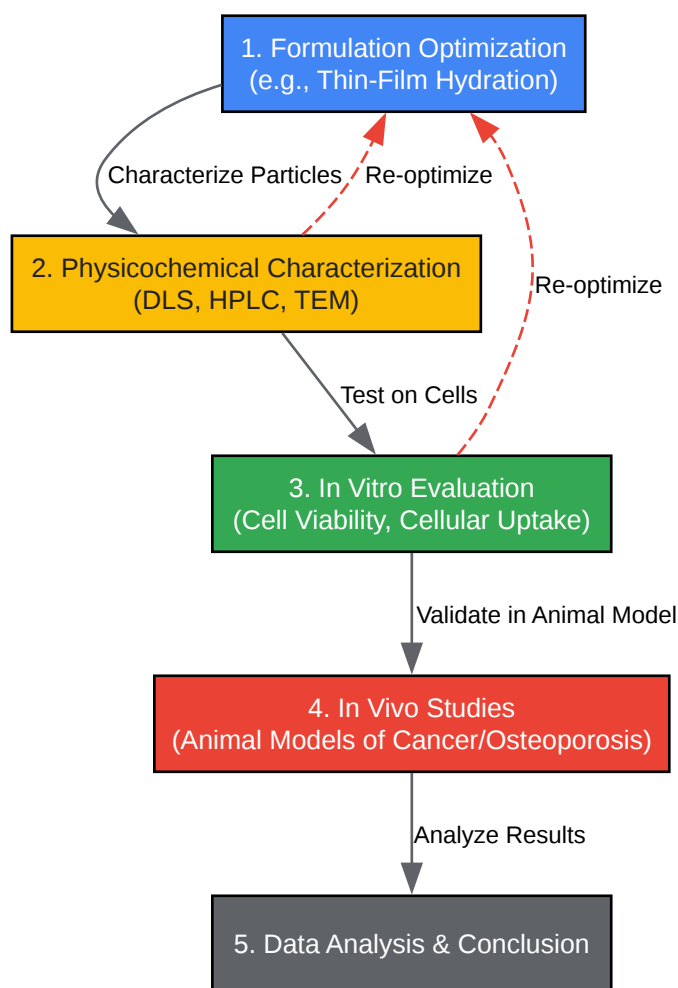 1. Formulation Optimization
(e.g., Thin-Film Hydration)
Characterize Particles
Re-optimize
2. Physicochemical Characterization
(DLS, HPLC, TEM)
Re-optimize
Test on Cells
3. In Vitro Evaluation
(Cell Viability, Cellular Uptake)
Validate in Animal Model
4. In Vivo Studies
(Animal Models of Cancer/Osteoporosis)
Analyze Results
5. Data Analysis & Conclusion